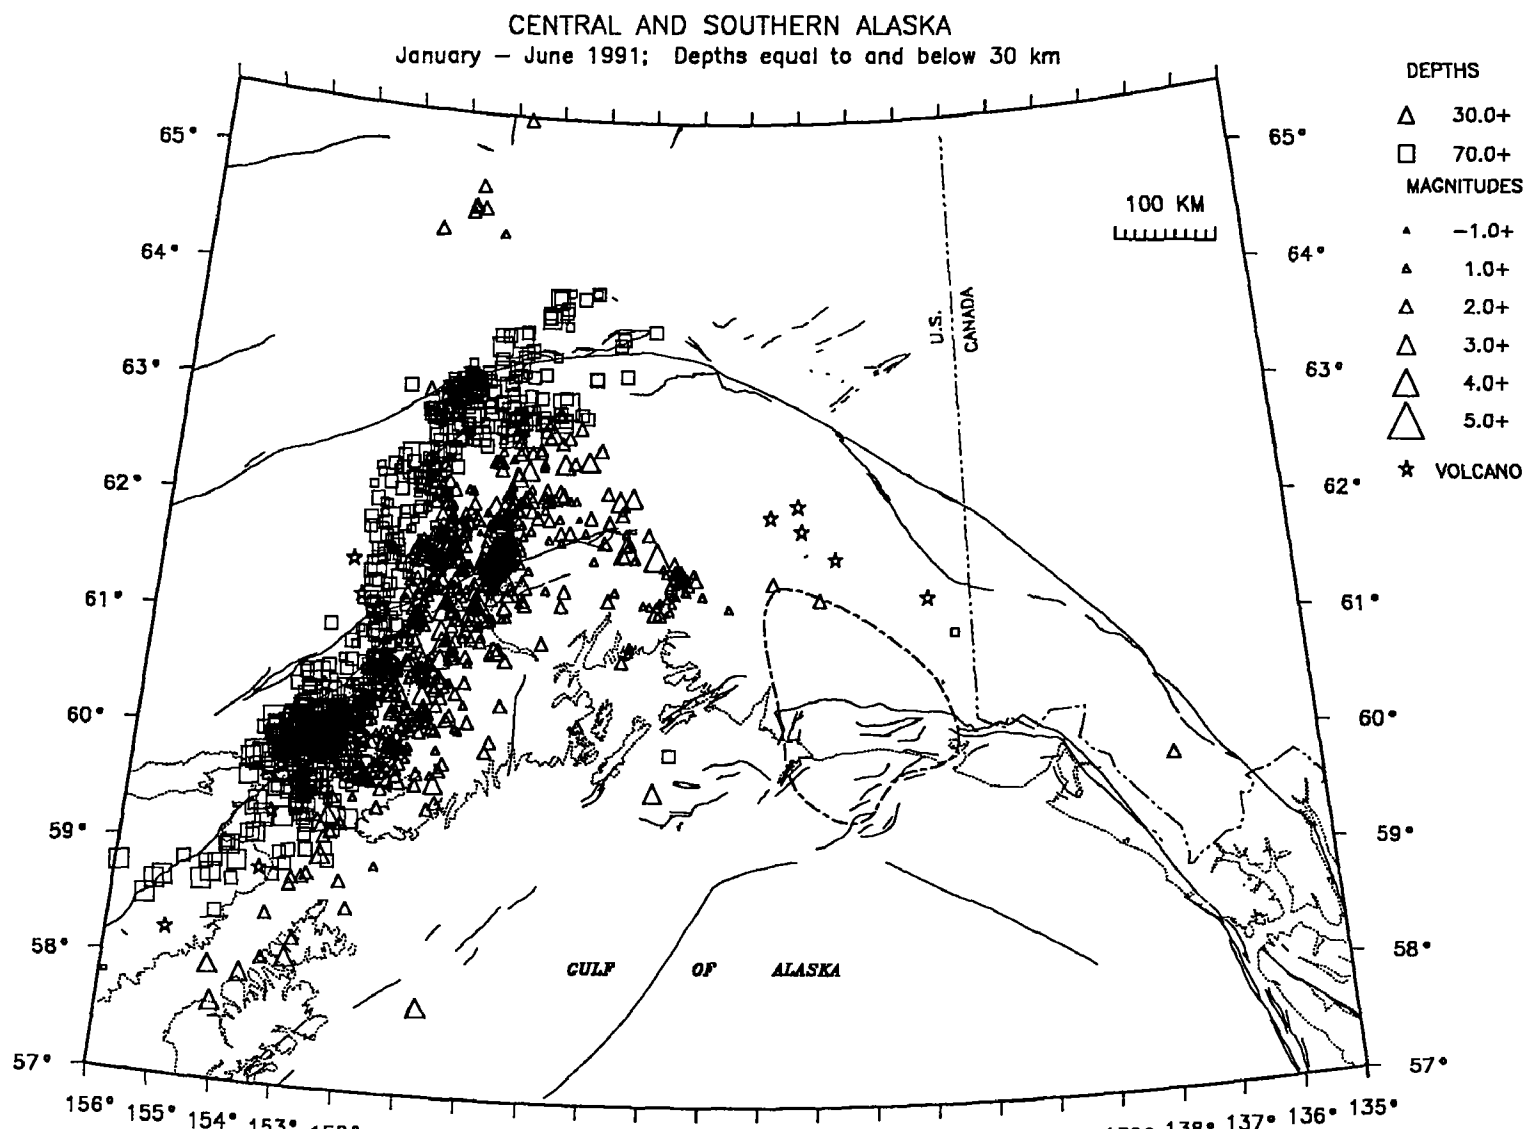 CENTRAL AND SOUTHERN ALASKA
January – June 1991; Depths equal to and below 30 km
DEPTHS
30.0+
70.0+
MAGNITUDES
-1.0+
1.0+
2.0+
3.0+
4.0+
5.0+
VOLCANO
100 KM
U.S.
CANADA
65°
64°
63°
62°
61°
60°
59°
58°
57°
65°
64°
63°
62°
61°
60°
59°
58°
57°
GULF OF ALASKA
156° 155° 154° 153° 138° 137° 136° 135°